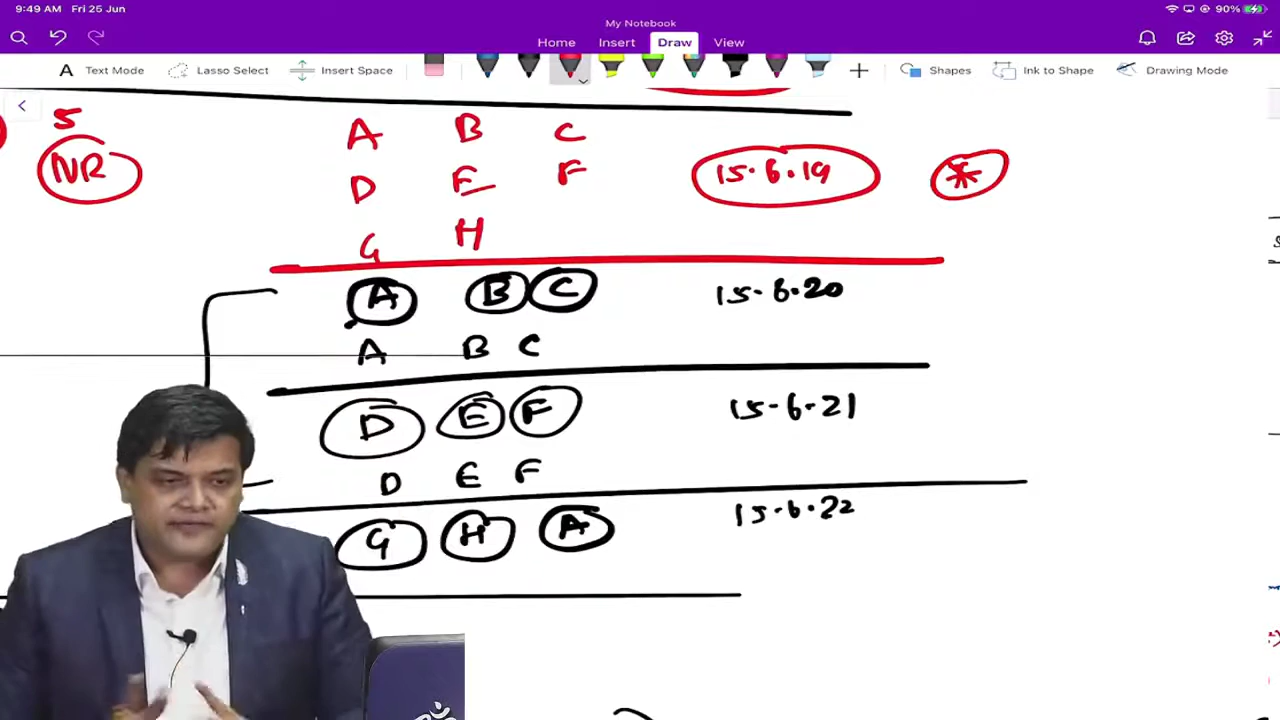 9:49 AM Fri 25 Jun
90%
My Notebook
Home Insert Draw View
A Text Mode Lasso Select Insert Space Shapes Ink to Shape Drawing Mode
5
A B C
NR D E F 15.6.19 *
G H
A B C 15.6.20
A B C
D E F 15.6.21
D E F
G H A 15.6.22
ॐ